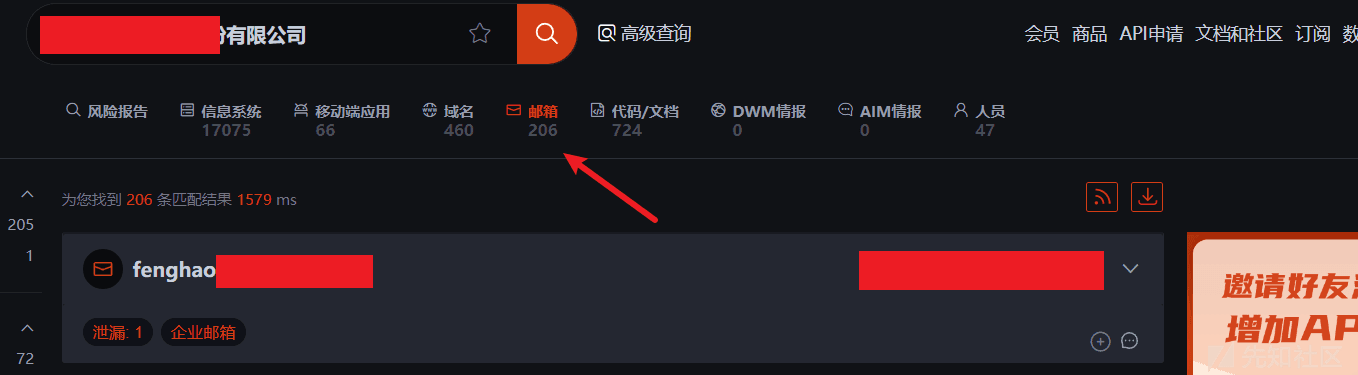 份有限公司
高级查询
会员 商品 API申请 文档和社区 订阅
风险报告 信息系统 移动端应用 域名 邮箱 代码/文档 DWM情报 AIM情报 人员
17075 66 460 206 724 0 0 47
为您找到 206 条匹配结果 1579 ms
205
1
fenghao
邀请好友
泄漏: 1 企业邮箱
增加AP
72
先知社区